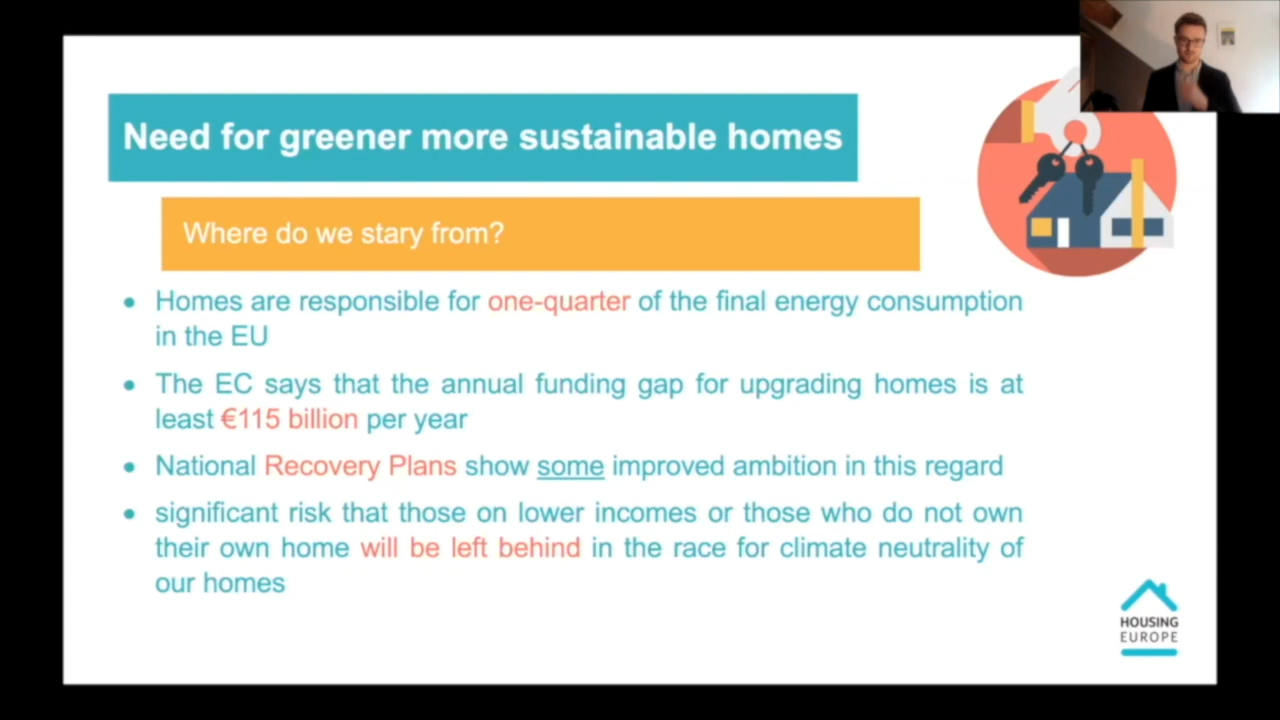 Need for greener more sustainable homes
Where do we stary from?
• Homes are responsible for one-quarter of the final energy consumption
in the EU
• The EC says that the annual funding gap for upgrading homes is at
least €115 billion per year
• National Recovery Plans show some improved ambition in this regard
• significant risk that those on lower incomes or those who do not own
their own home will be left behind in the race for climate neutrality of
our homes
HOUSING
EUROPE